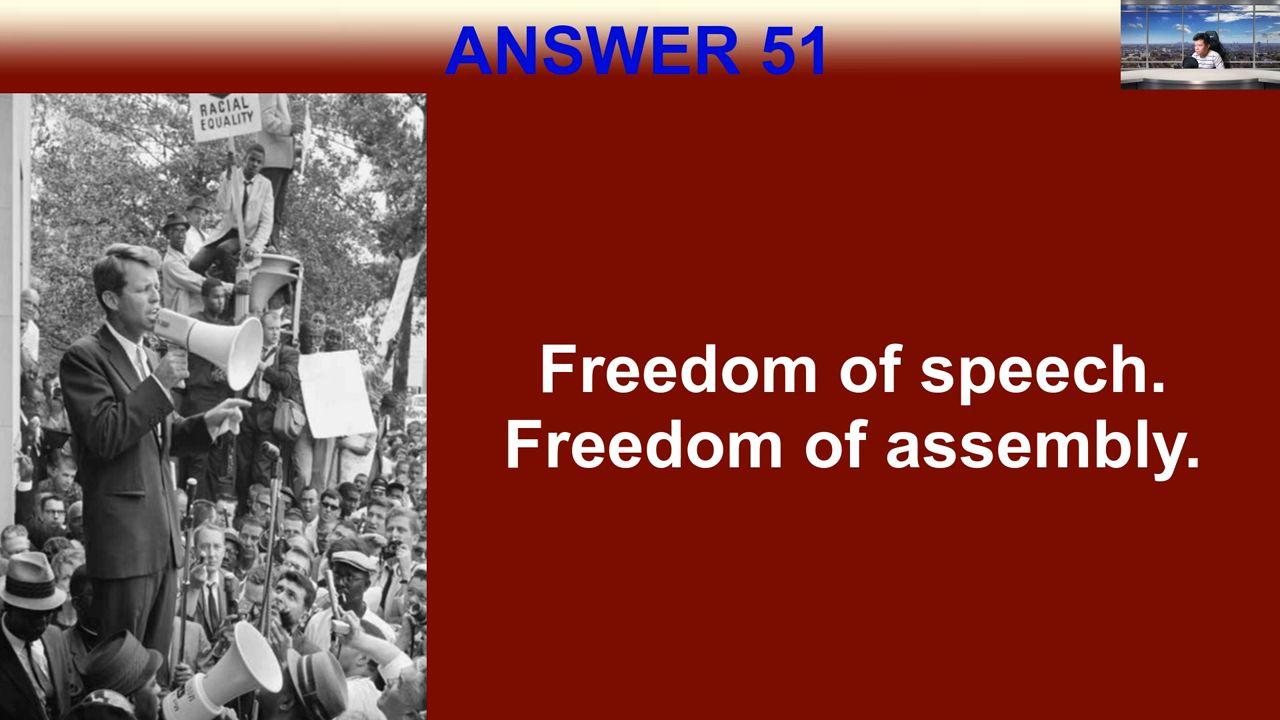 ANSWER 51
RACIAL
EQUALITY
Freedom of speech.
Freedom of assembly.